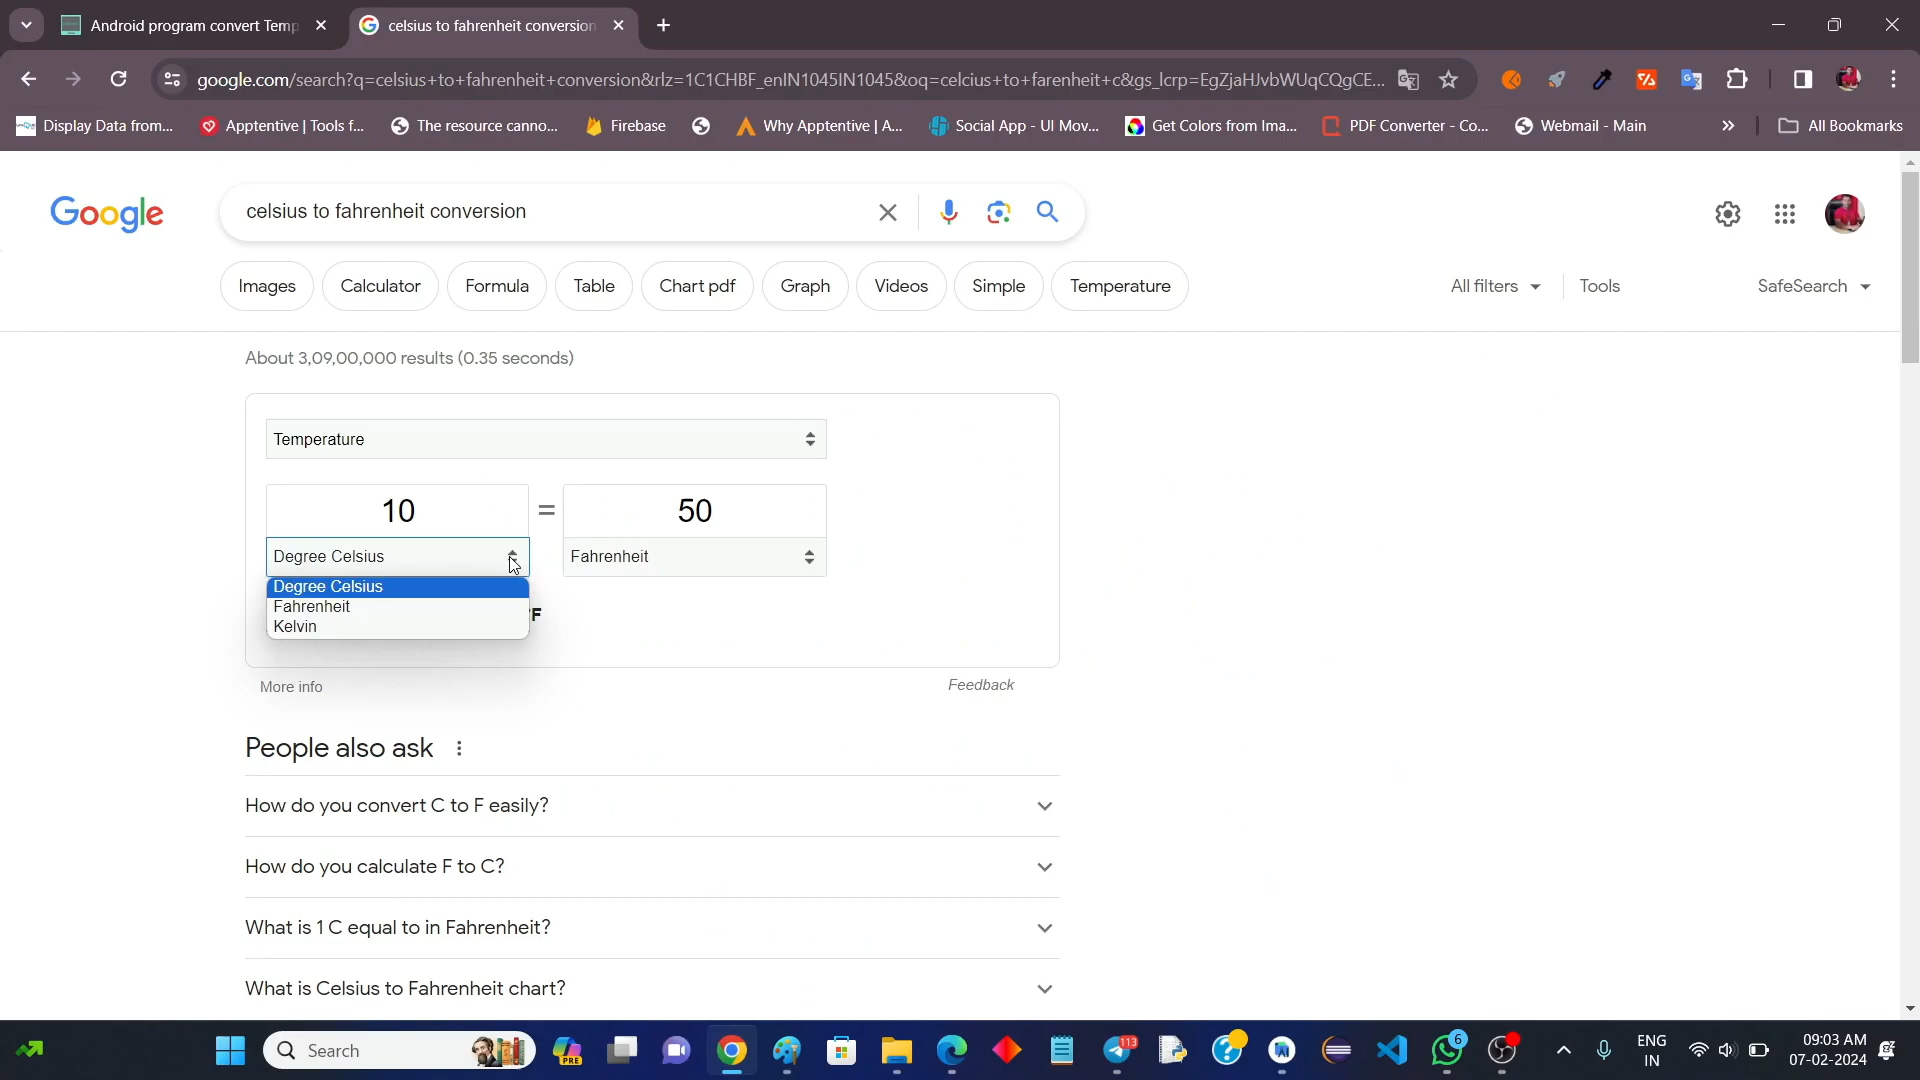 Android program convert Temp
celsius to fahrenheit conversion
google.com/search?q=celsius+to+fahrenheit+conversion&rlz=1C1CHBF_enIN1045IN1045&oq=celcius+to+farenheit+c&gs_lcrp=EgZjaHJvbWUqCQgCE...
Display Data from...
Apptentive | Tools f...
The resource canno...
Firebase
Why Apptentive | A...
Social App - UI Mov...
Get Colors from Ima...
PDF Converter - Co...
Webmail - Main
»
All Bookmarks
Google
celsius to fahrenheit conversion
Images
Calculator
Formula
Table
Chart pdf
Graph
Videos
Simple
Temperature
All filters
Tools
SafeSearch
About 3,09,00,000 results (0.35 seconds)
Temperature
10 = 50
Degree Celsius
Fahrenheit
Degree Celsius
Fahrenheit
Kelvin
°F
More info
Feedback
People also ask
How do you convert C to F easily?
How do you calculate F to C?
What is 1 C equal to in Fahrenheit?
What is Celsius to Fahrenheit chart?
Search
PRE
113
6
ENG
IN
09:03 AM
07-02-2024